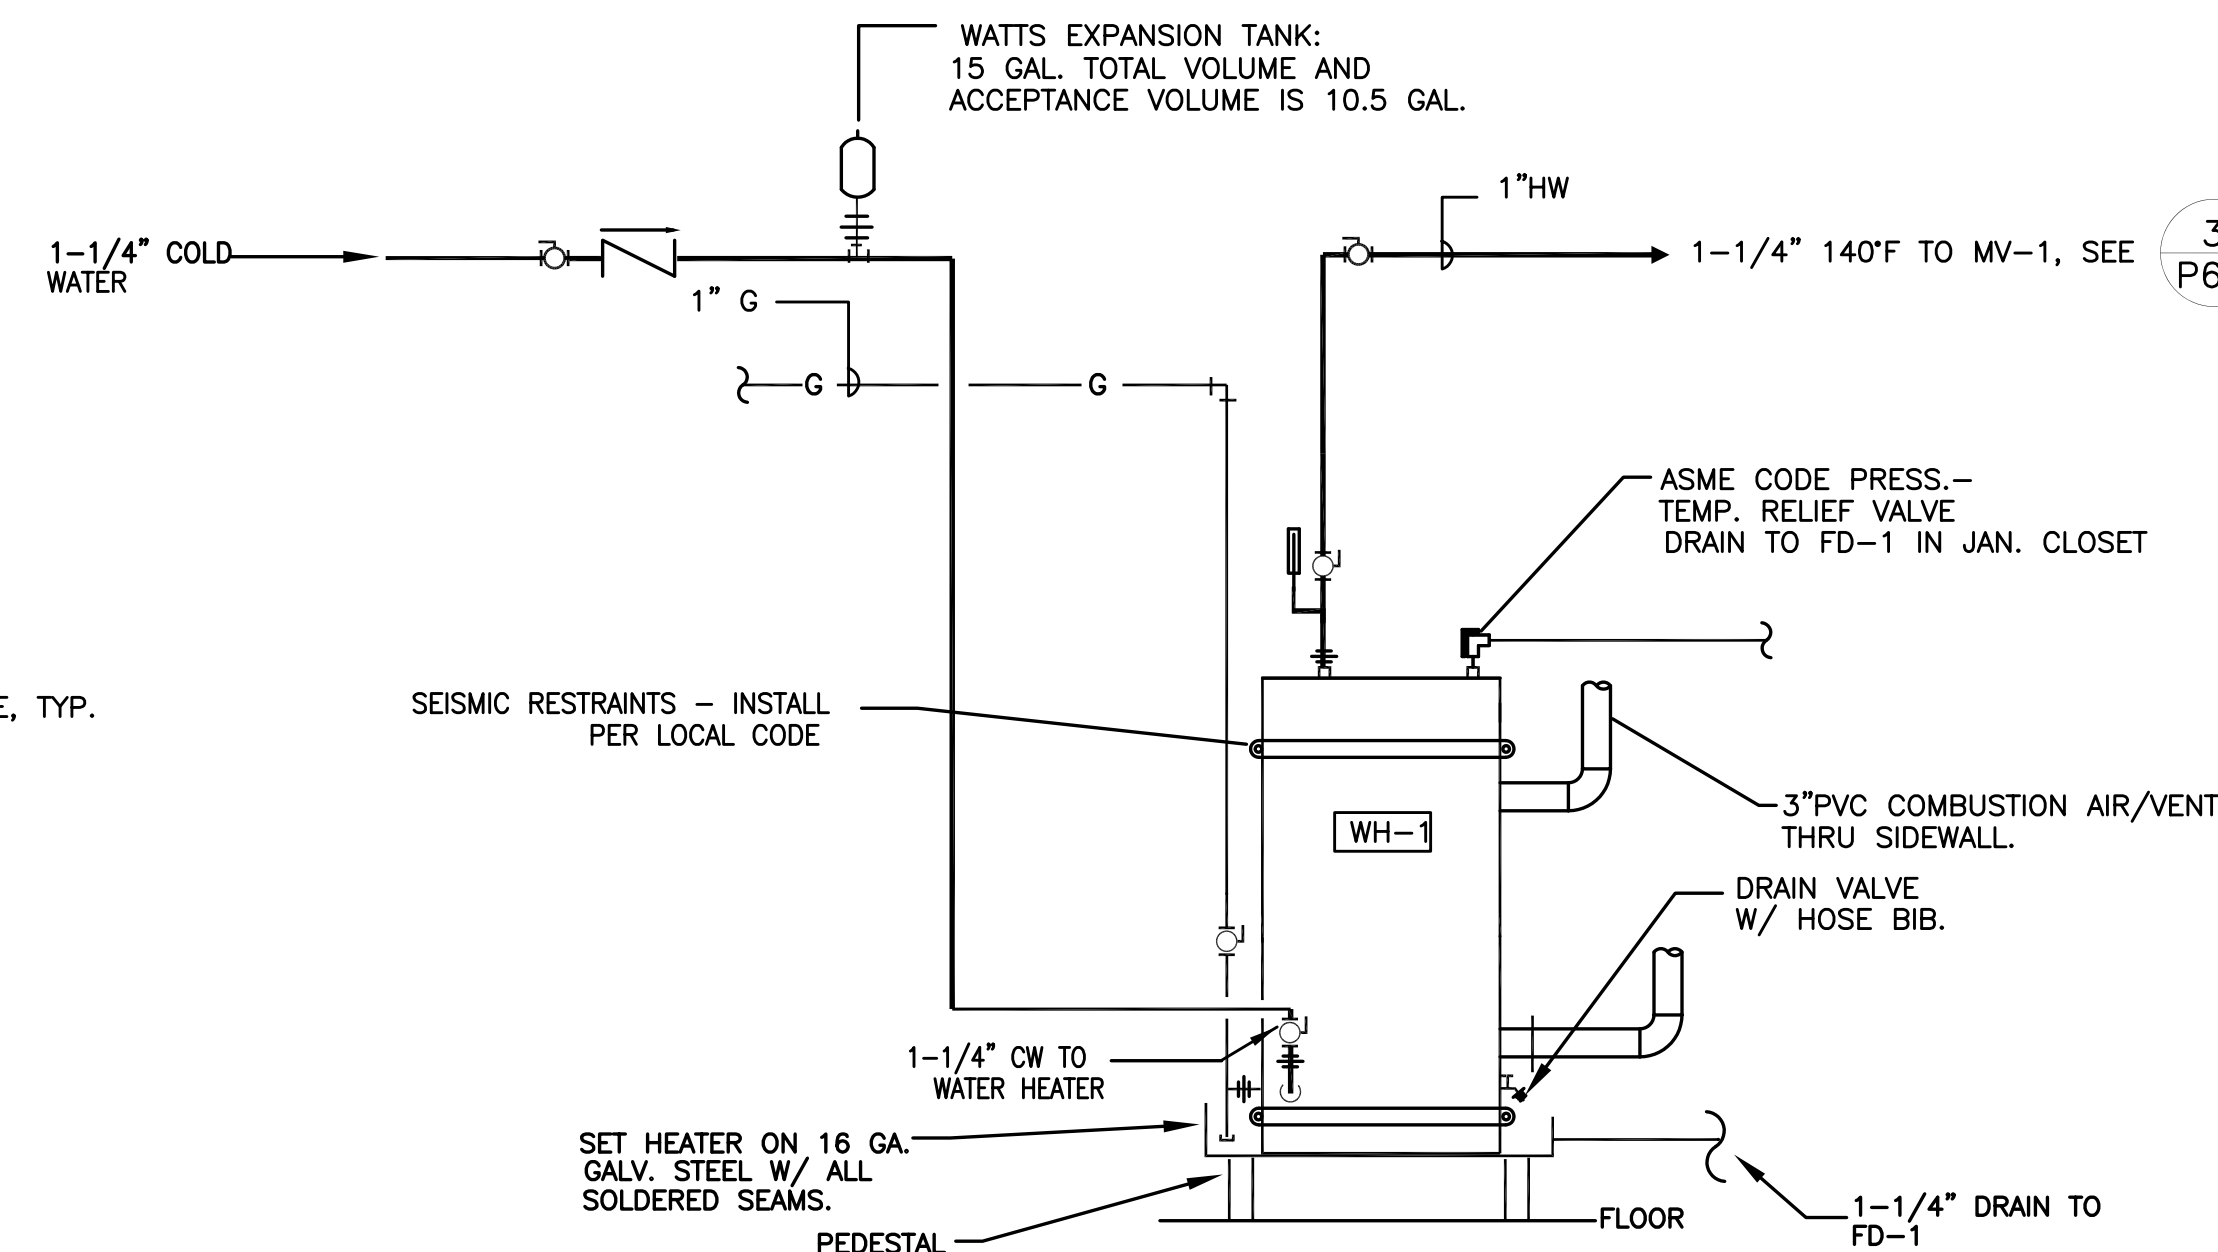 WATTS EXPANSION TANK:
15 GAL. TOTAL VOLUME AND
ACCEPTANCE VOLUME IS 10.5 GAL.
1"HW
1-1/4" COLD
WATER
1-1/4" 140°F TO MV-1, SEE
3
P6
1" G
G
G
ASME CODE PRESS.-
TEMP. RELIEF VALVE
DRAIN TO FD-1 IN JAN. CLOSET
E, TYP.
SEISMIC RESTRAINTS - INSTALL
PER LOCAL CODE
WH-1
3"PVC COMBUSTION AIR/VENT
THRU SIDEWALL.
DRAIN VALVE
W/ HOSE BIB.
1-1/4" CW TO
WATER HEATER
SET HEATER ON 16 GA.
GALV. STEEL W/ ALL
SOLDERED SEAMS.
PEDESTAL
FLOOR
1-1/4" DRAIN TO
FD-1